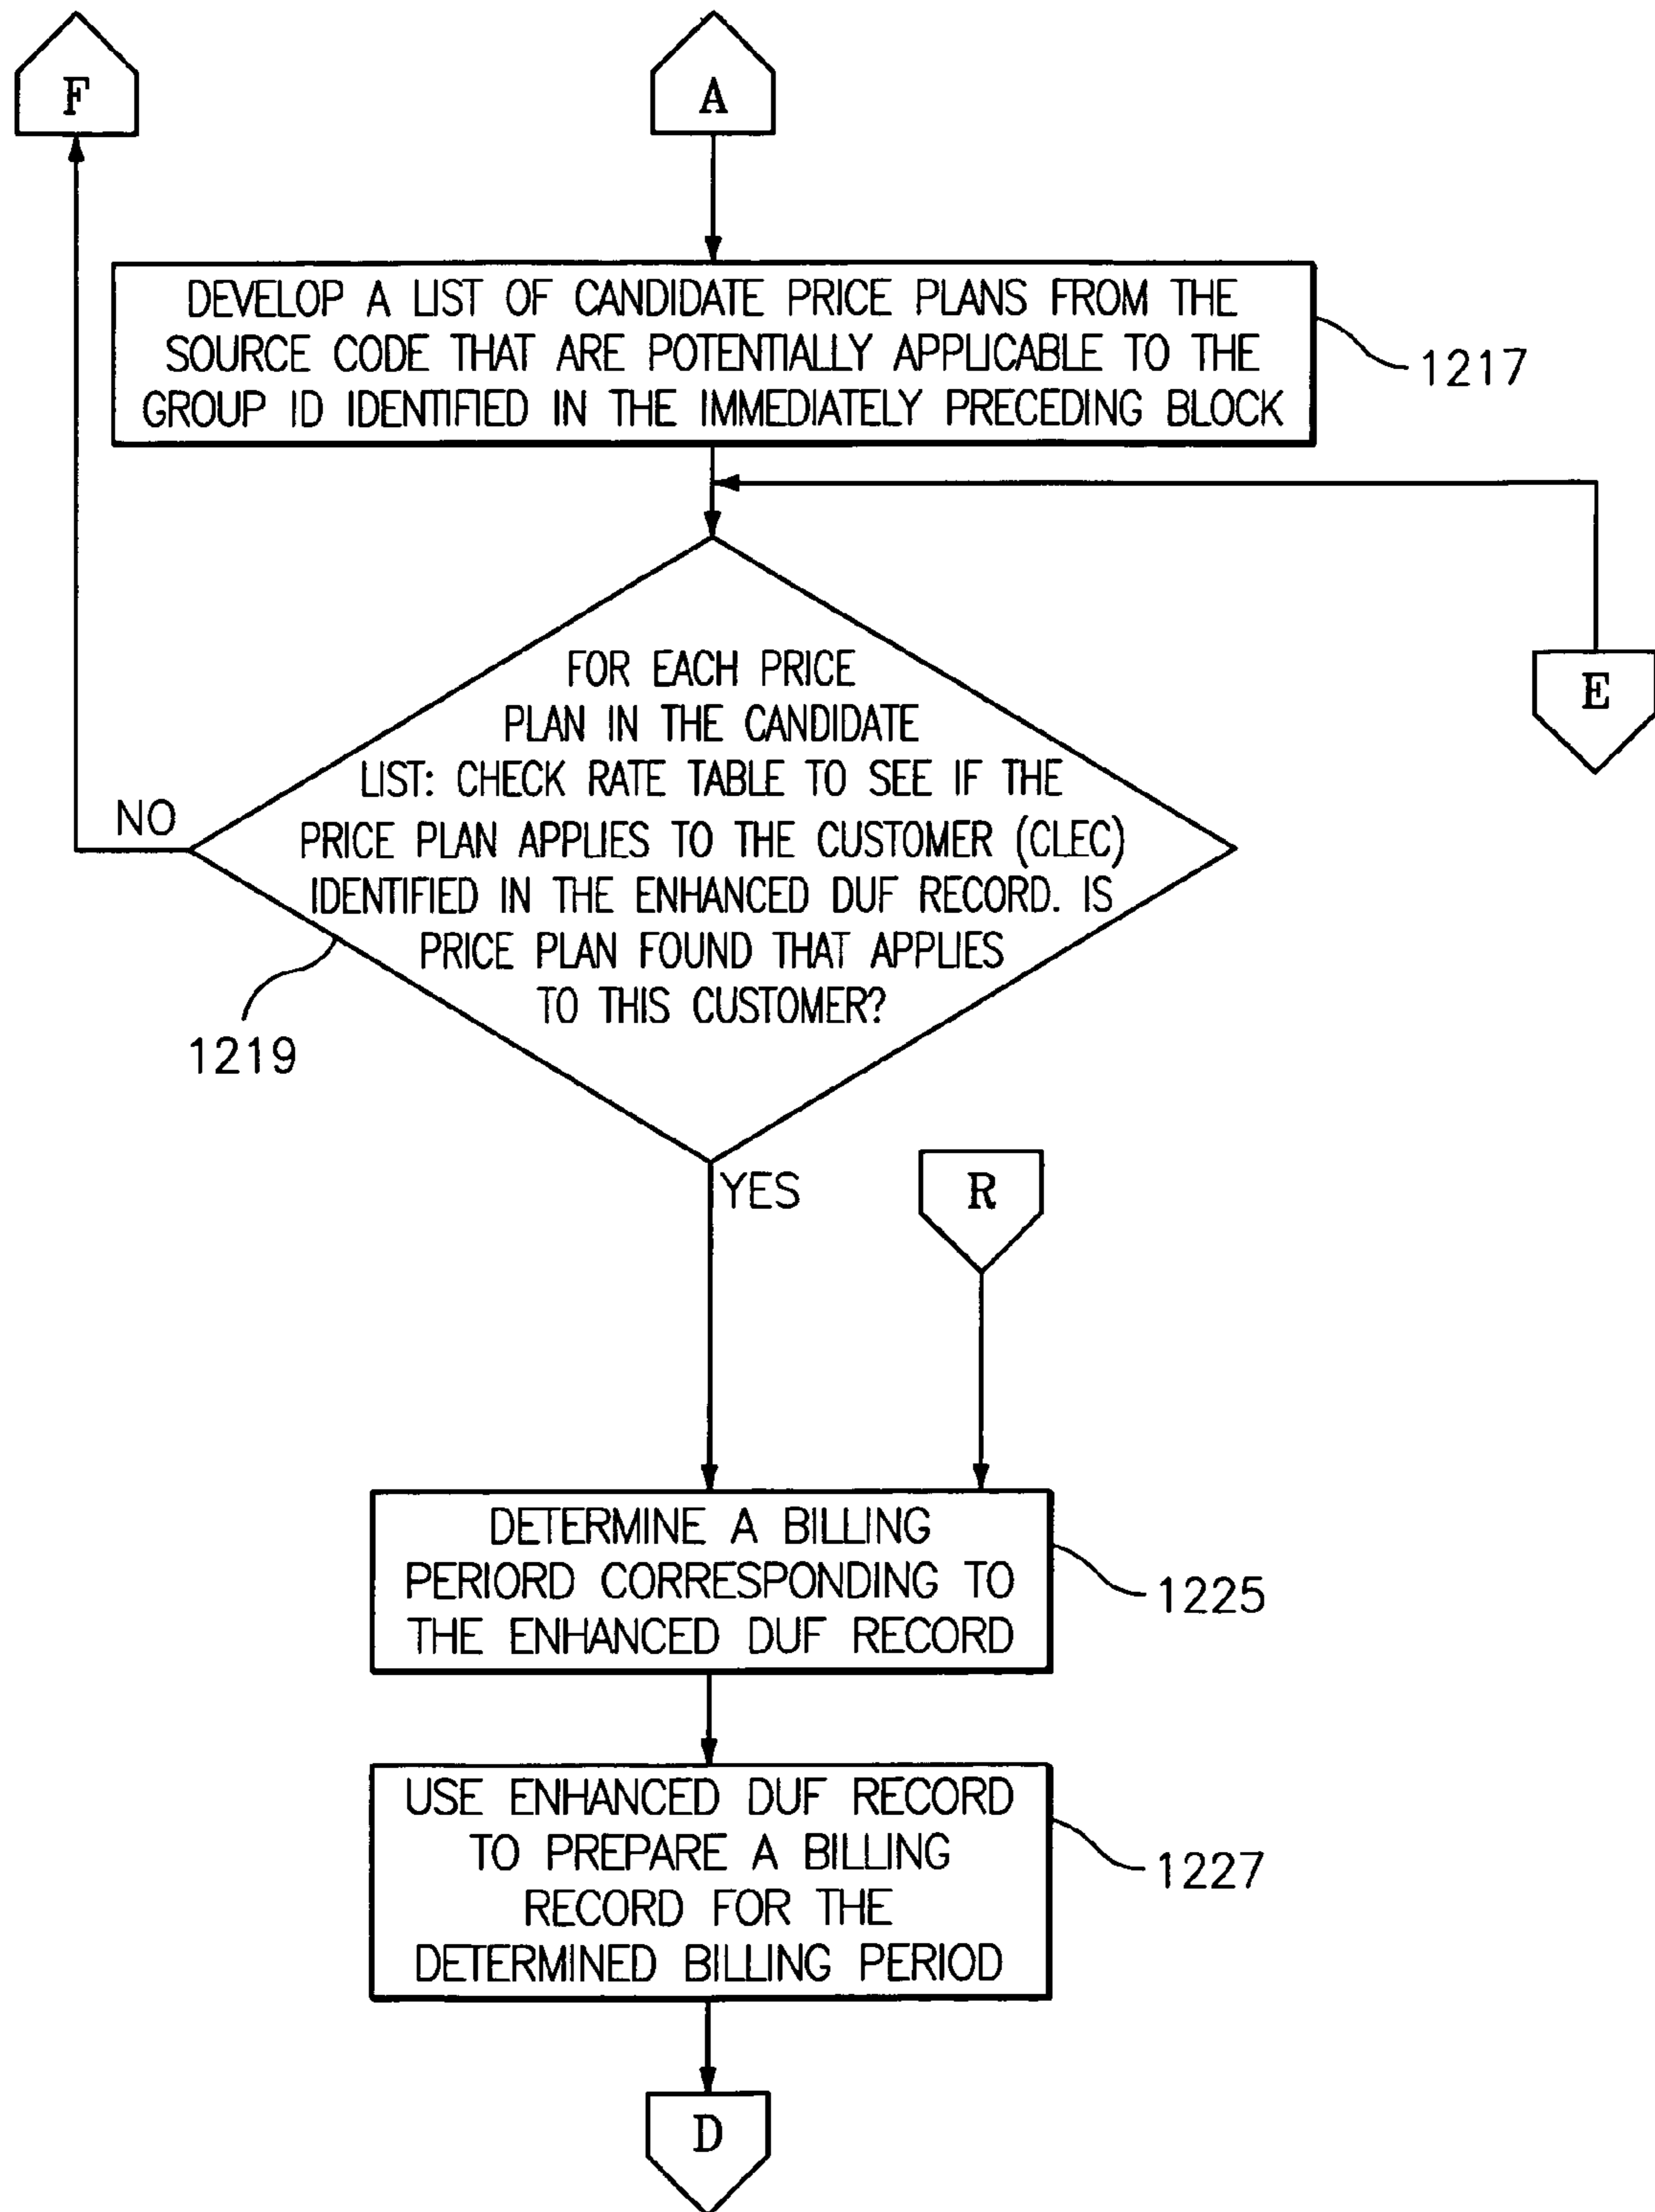 F
A
DEVELOP A LIST OF CANDIDATE PRICE PLANS FROM THE
SOURCE CODE THAT ARE POTENTIALLY APPLICABLE TO THE
GROUP ID IDENTIFIED IN THE IMMEDIATELY PRECEDING BLOCK
1217
E
FOR EACH PRICE
PLAN IN THE CANDIDATE
LIST: CHECK RATE TABLE TO SEE IF THE
PRICE PLAN APPLIES TO THE CUSTOMER (CLEC)
IDENTIFIED IN THE ENHANCED DUF RECORD. IS
PRICE PLAN FOUND THAT APPLIES
TO THIS CUSTOMER?
NO
1219
YES
R
DETERMINE A BILLING
PERIORD CORRESPONDING TO
THE ENHANCED DUF RECORD
1225
USE ENHANCED DUF RECORD
TO PREPARE A BILLING
RECORD FOR THE
DETERMINED BILLING PERIOD
1227
D